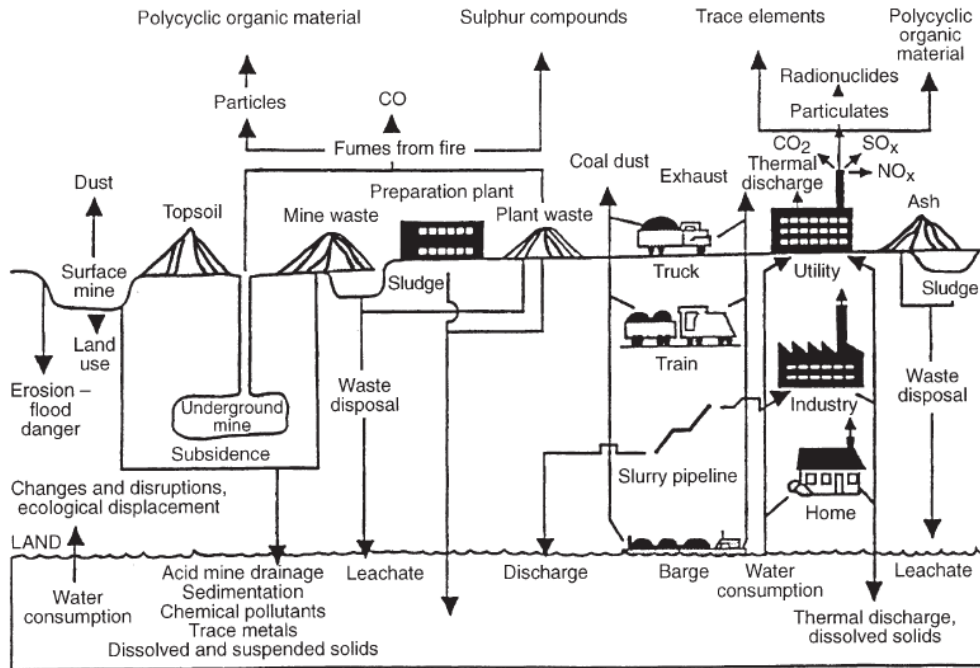 Polycyclic organic material
Sulphur compounds
Trace elements
Polycyclic
organic
material
Radionuclides
Particles
CO
Particulates
Fumes from fire
CO2
SOx
NOx
Coal dust
Exhaust
Thermal
discharge
Dust
Topsoil
Mine waste
Preparation plant
Plant waste
Ash
Surface
mine
Sludge
Truck
Utility
Sludge
Land
use
Train
Erosion –
flood
danger
Underground
mine
Waste
disposal
Industry
Waste
disposal
Subsidence
Slurry pipeline
Changes and disruptions,
ecological displacement
Home
LAND
Water
consumption
Acid mine drainage
Sedimentation
Chemical pollutants
Trace metals
Dissolved and suspended solids
Leachate
Discharge
Barge
Water
consumption
Leachate
Thermal discharge,
dissolved solids